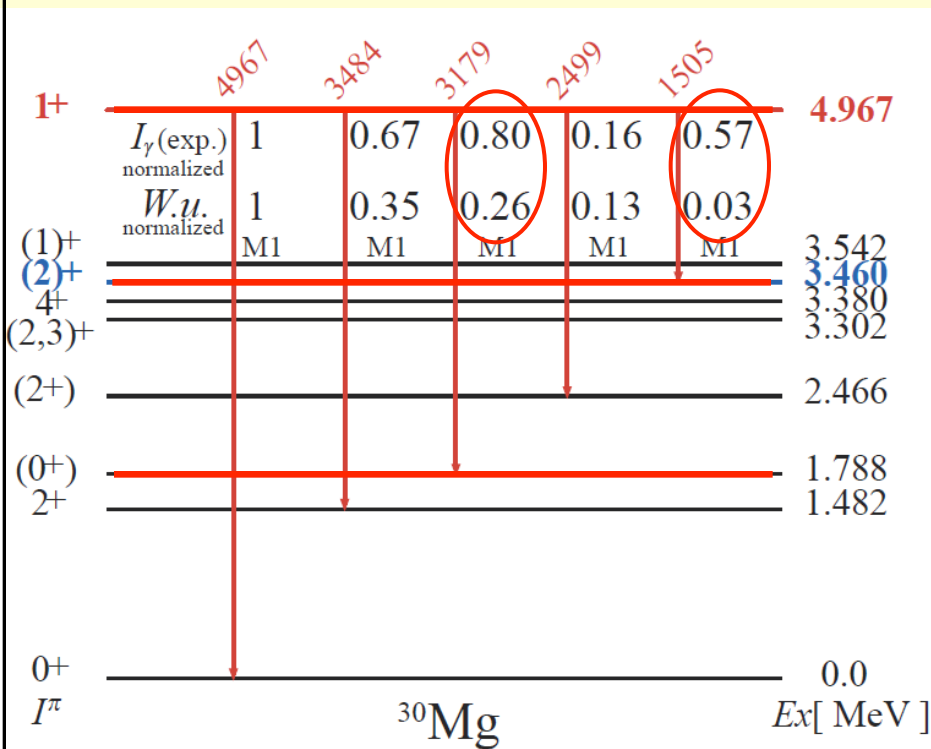 4967 3484 3179 2499 1505
1+ 4.967
Iγ(exp.) 1 0.67 0.80 0.16 0.57
normalized
W.u. 1 0.35 0.26 0.13 0.03
normalized
M1 M1 M1 M1 M1
(1)+ 3.542
(2)+ 3.460
4+ 3.380
(2,3)+ 3.302
(2+) 2.466
(0+) 1.788
2+ 1.482
0+ 0.0
Iπ 30Mg Ex[ MeV ]